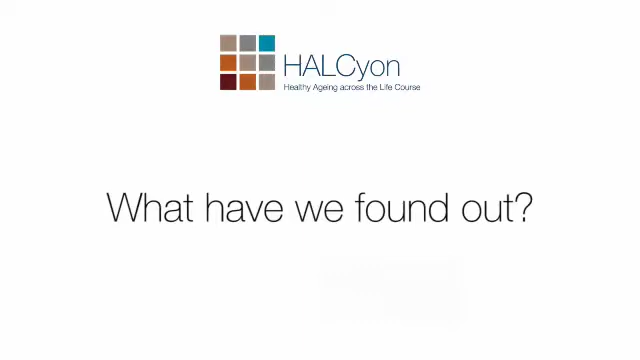 HALCyon
Healthy Ageing across the Life Course
What have we found out?